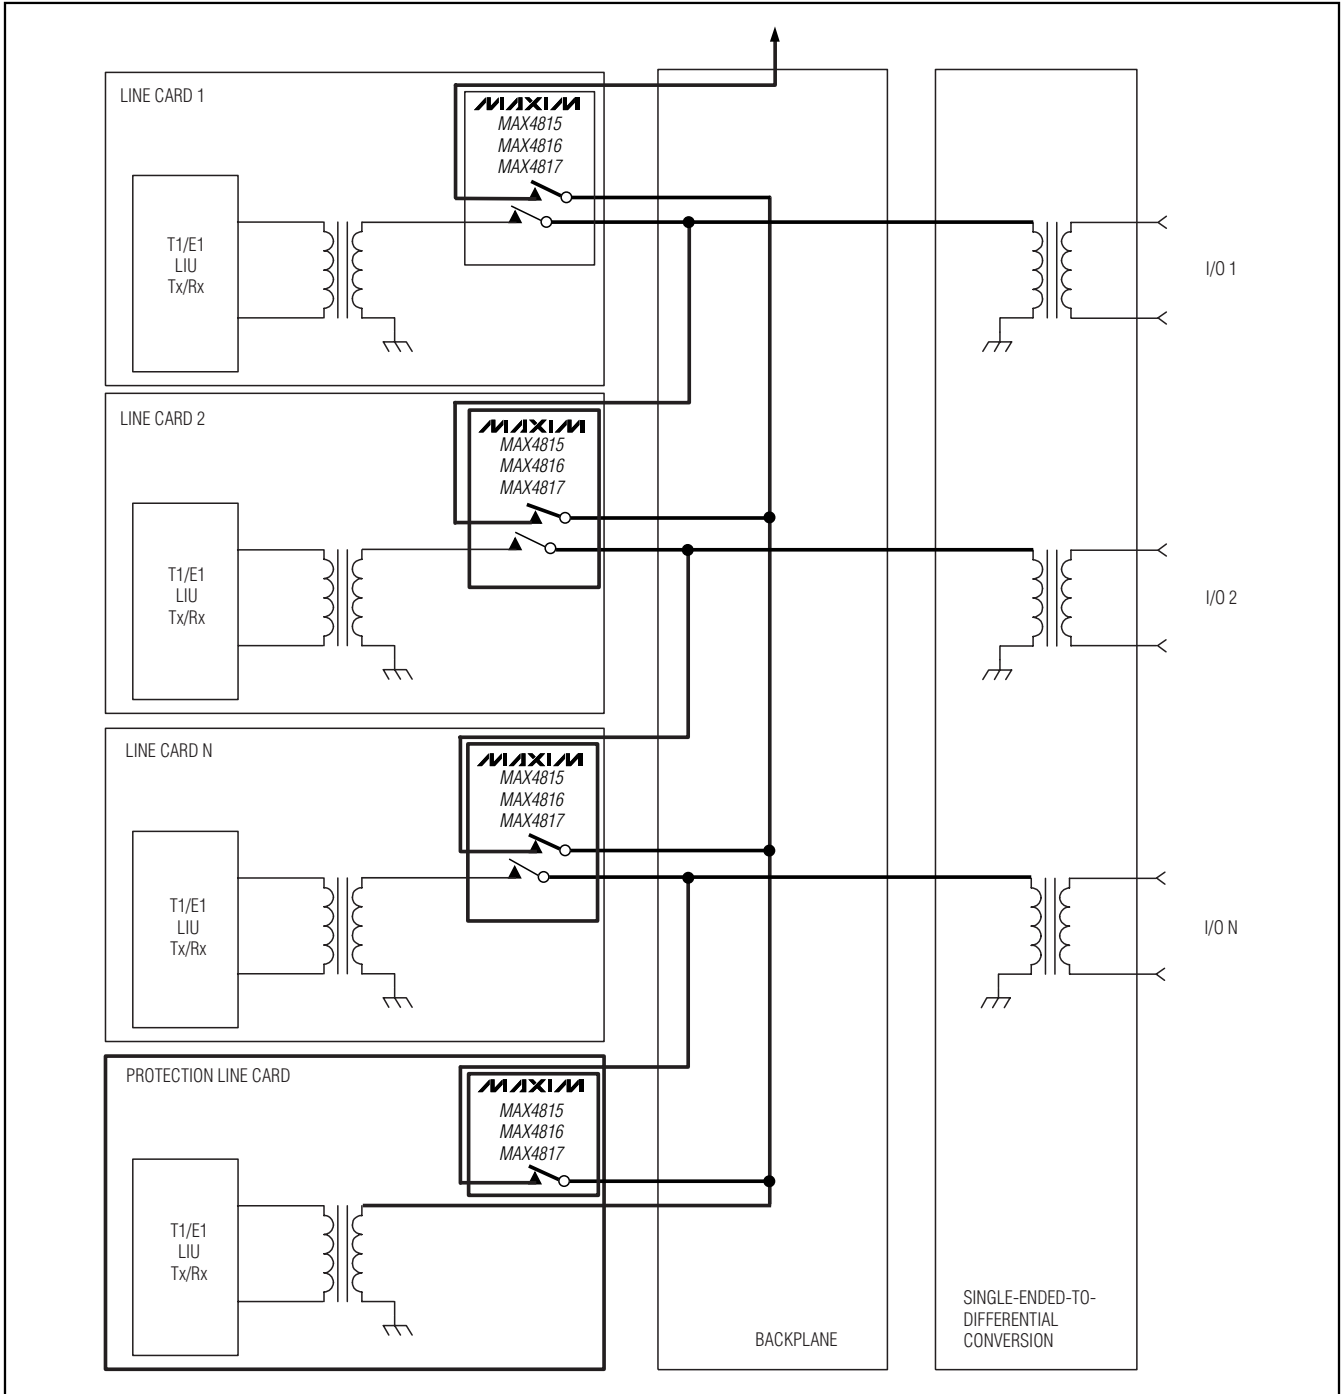 LINE CARD 1
MAXIM
MAX4815
MAX4816
MAX4817
T1/E1
LIU
Tx/Rx
I/O 1
LINE CARD 2
MAXIM
MAX4815
MAX4816
MAX4817
T1/E1
LIU
Tx/Rx
I/O 2
LINE CARD N
MAXIM
MAX4815
MAX4816
MAX4817
T1/E1
LIU
Tx/Rx
I/O N
PROTECTION LINE CARD
MAXIM
MAX4815
MAX4816
MAX4817
T1/E1
LIU
Tx/Rx
BACKPLANE
SINGLE-ENDED-TO-
DIFFERENTIAL
CONVERSION